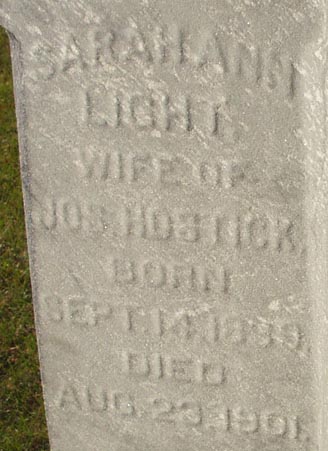 SARAH ANN
LIGHT,
WIFE OF
JOS. HOSTICK,
BORN
SEPT. 14, 1839,
DIED
AUG. 23, 1901.